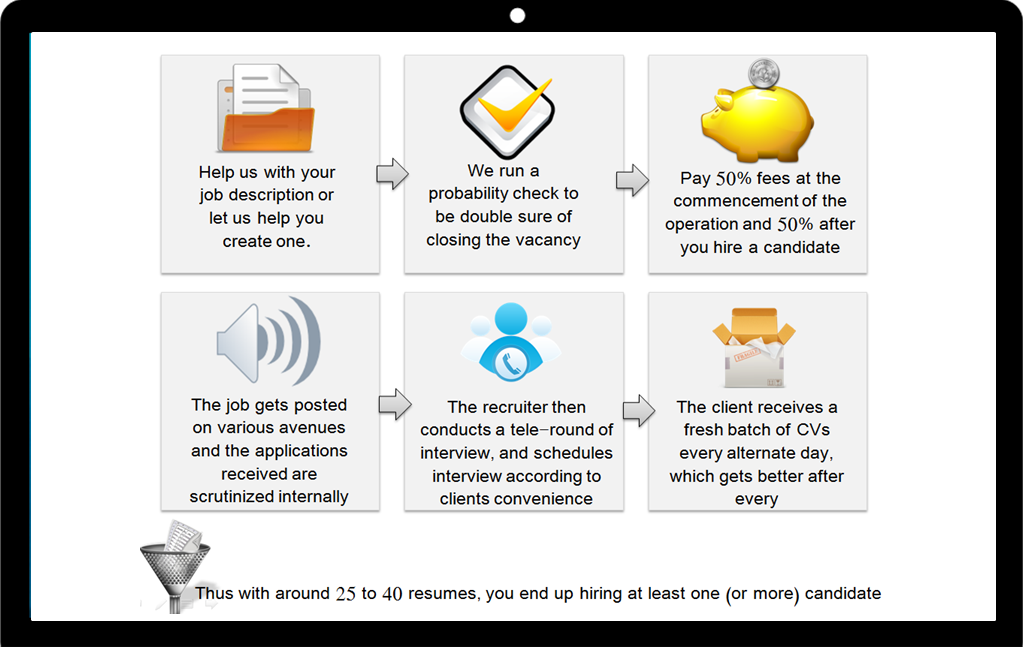 Help us with your
job description or
let us help you
create one.
We run a
probability check to
be double sure of
closing the vacancy
Pay 50% fees at the
commencement of the
operation and 50% after
you hire a candidate
The job gets posted
on various avenues
and the applications
received are
scrutinized internally
The recruiter then
conducts a tele−round of
interview, and schedules
interview according to
clients convenience
FRAGILE
The client receives a
fresh batch of CVs
every alternate day,
which gets better after
every
Thus with around 25 to 40 resumes, you end up hiring at least one (or more) candidate